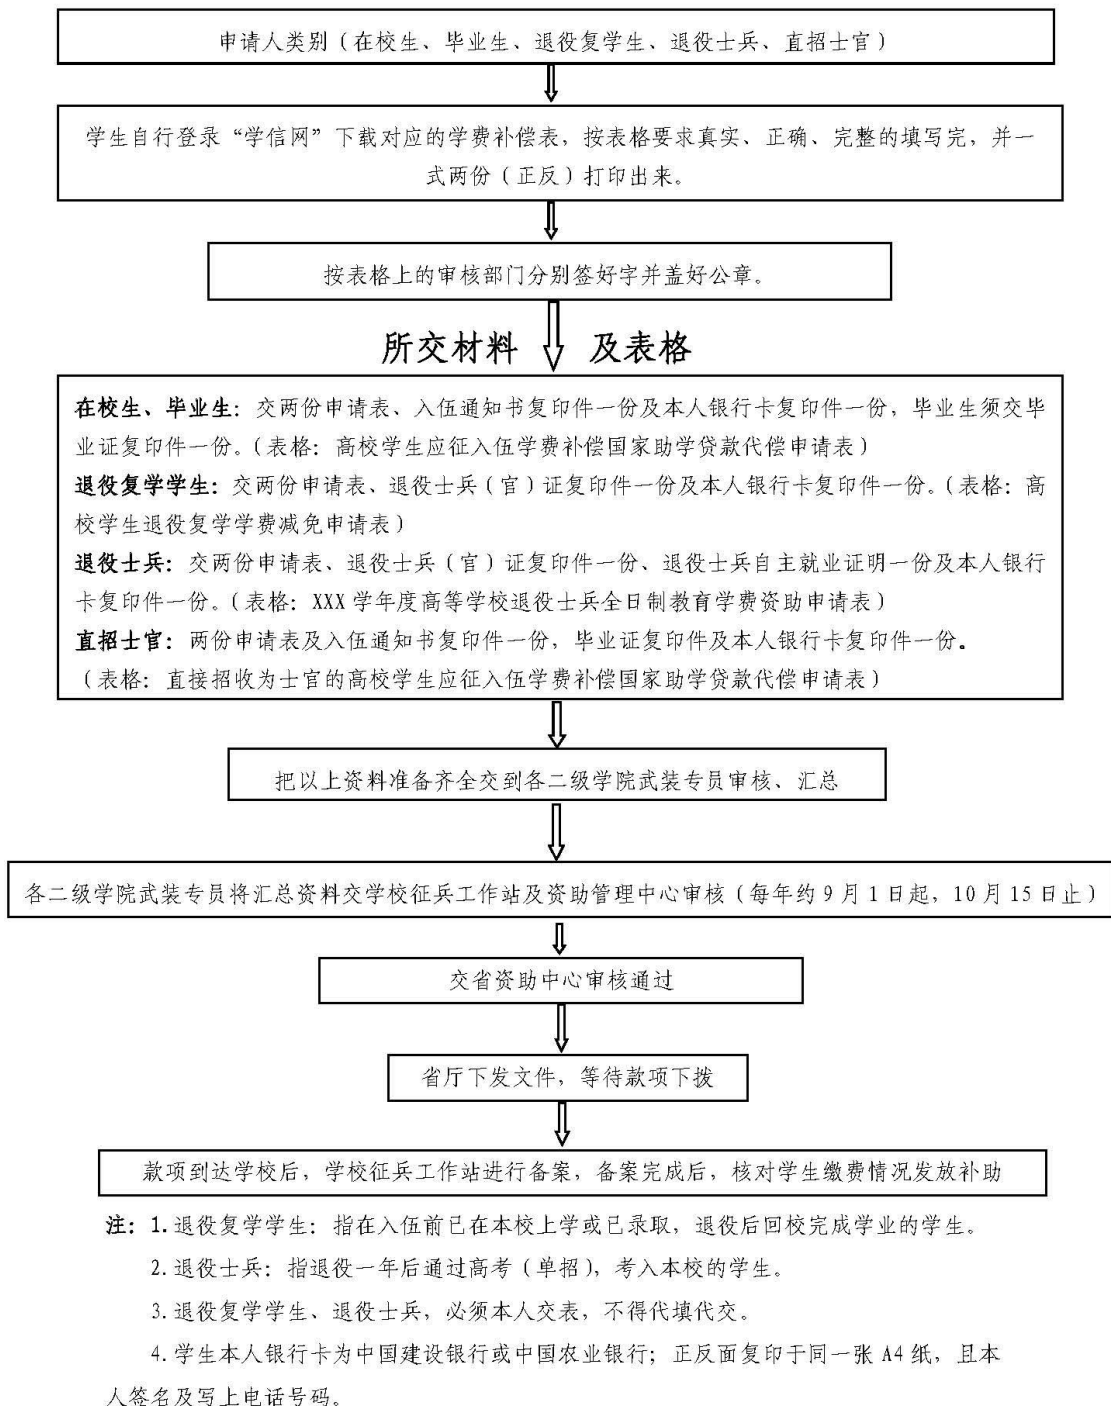 申请人类别（在校生、毕业生、退役复学生、退役士兵、直招士官）
学生自行登录“学信网”下载对应的学费补偿表，按表格要求真实、正确、完整的填写完，并一
式两份（正反）打印出来。
按表格上的审核部门分别签好字并盖好公章。
所交材料 及表格
在校生、毕业生：交两份申请表、入伍通知书复印件一份及本人银行卡复印件一份，毕业生须交毕
业证复印件一份。（表格：高校学生应征入伍学费补偿国家助学贷款代偿申请表）
退役复学学生：交两份申请表、退役士兵（官）证复印件一份及本人银行卡复印件一份。（表格：高
校学生退役复学学费减免申请表）
退役士兵：交两份申请表、退役士兵（官）证复印件一份、退役士兵自主就业证明一份及本人银行
卡复印件一份。（表格：XXX 学年度高等学校退役士兵全日制教育学费资助申请表）
直招士官：两份申请表及入伍通知书复印件一份，毕业证复印件及本人银行卡复印件一份。
（表格：直接招收为士官的高校学生应征入伍学费补偿国家助学贷款代偿申请表）
把以上资料准备齐全交到各二级学院武装专员审核、汇总
各二级学院武装专员将汇总资料交学校征兵工作站及资助管理中心审核（每年约 9 月 1 日起，10 月 15 日止）
交省资助中心审核通过
省厅下发文件，等待款项下拨
款项到达学校后，学校征兵工作站进行备案，备案完成后，核对学生缴费情况发放补助
注：1.退役复学学生：指在入伍前已在本校上学或已录取，退役后回校完成学业的学生。
2.退役士兵：指退役一年后通过高考（单招），考入本校的学生。
3.退役复学学生、退役士兵，必须本人交表，不得代填代交。
4.学生本人银行卡为中国建设银行或中国农业银行；正反面复印于同一张 A4 纸，且本
人签名及写上电话号码。